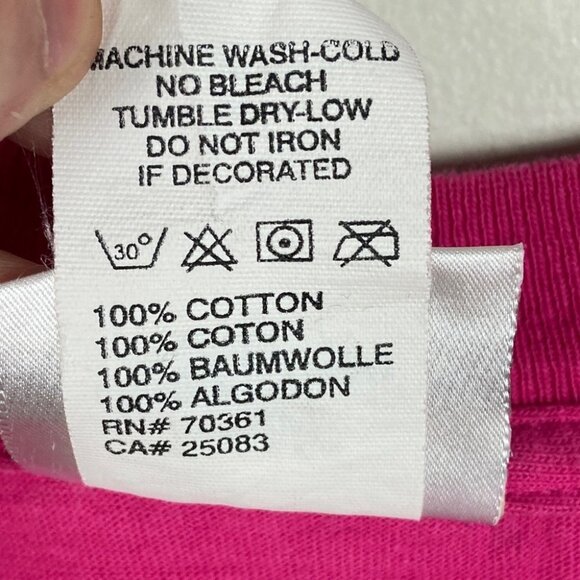 MACHINE WASH-COLD
NO BLEACH
TUMBLE DRY-LOW
DO NOT IRON
IF DECORATED
30°
100% COTTON
100% COTON
100% BAUMWOLLE
100% ALGODON
RN# 70361
CA# 25083